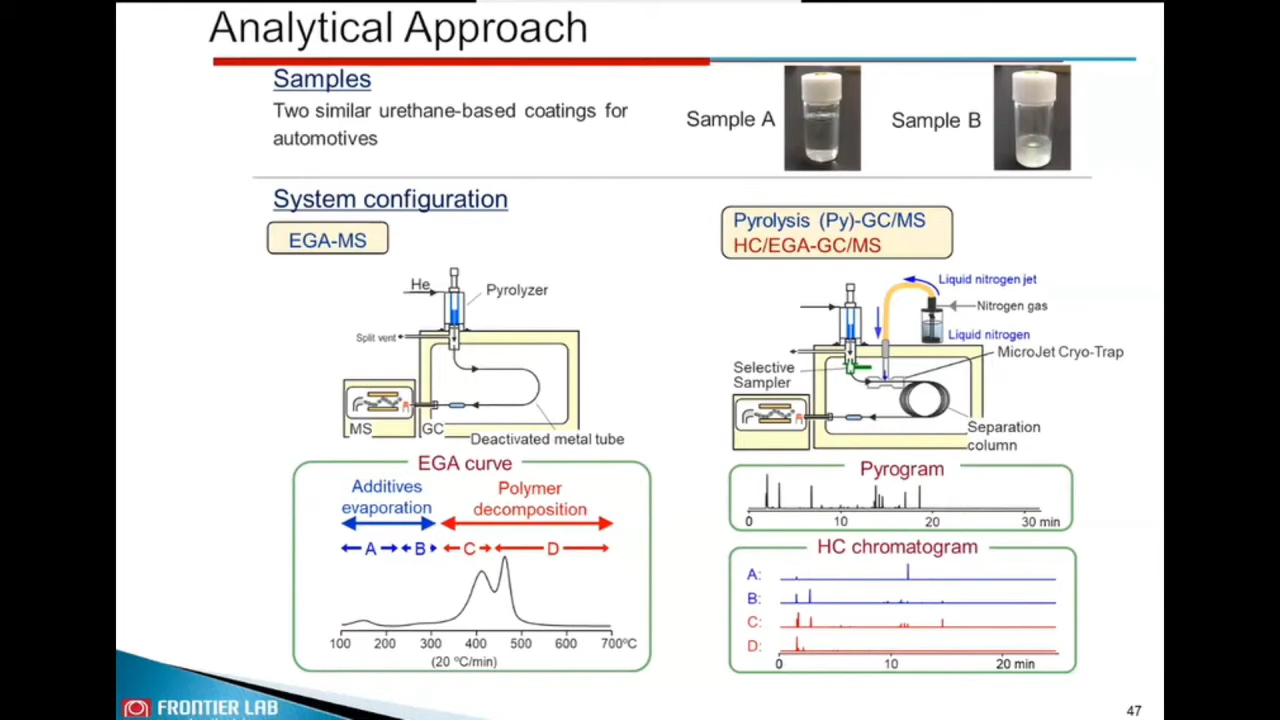 Analytical Approach
Samples
Two similar urethane-based coatings for
automotives
Sample A
Sample B
System configuration
EGA-MS
He
Pyrolyzer
Split vent
MS
GC
Deactivated metal tube
EGA curve
Additives
evaporation
Polymer
decomposition
A
B
C
D
100 200 300 400 500 600 700ºC
(20 ºC/min)
Pyrolysis (Py)-GC/MS
HC/EGA-GC/MS
Liquid nitrogen jet
Nitrogen gas
Liquid nitrogen
MicroJet Cryo-Trap
Selective
Sampler
Separation
column
Pyrogram
0 10 20 30 min
HC chromatogram
A:
B:
C:
D:
0 10 20 min
FRONTIER LAB
47